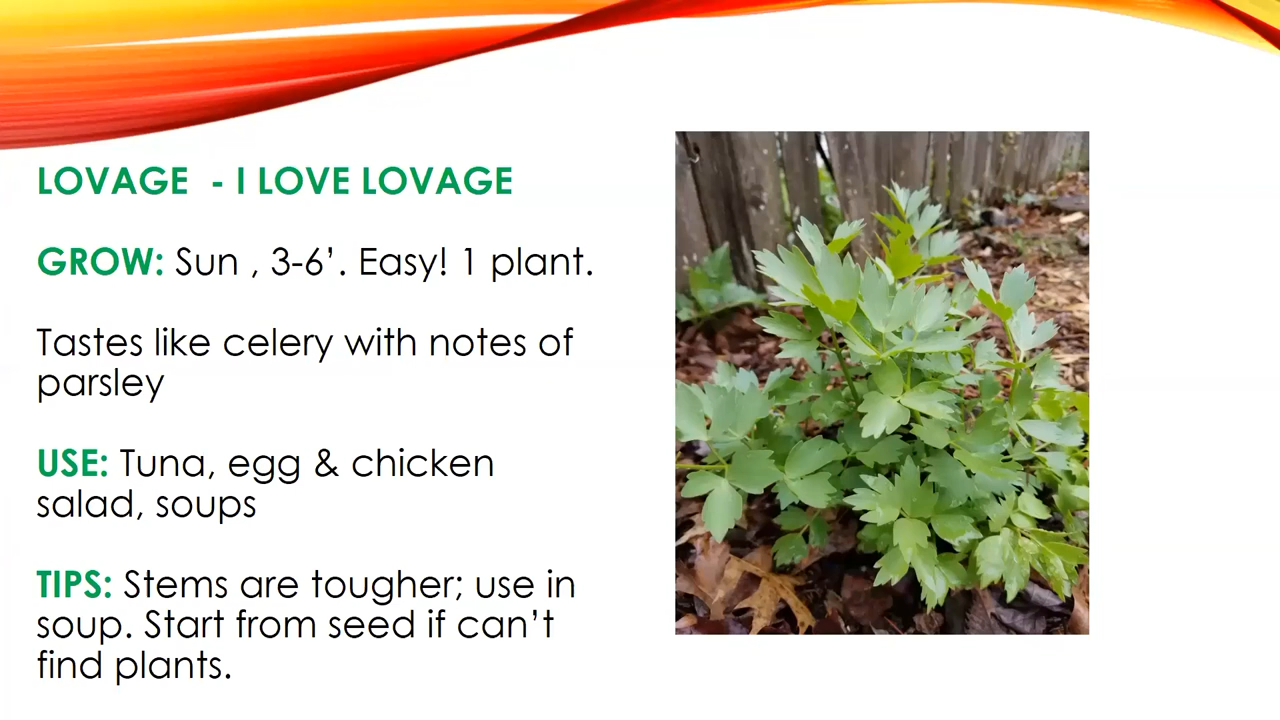 LOVAGE  - I LOVE LOVAGE
GROW: Sun , 3-6’. Easy! 1 plant.
Tastes like celery with notes of
parsley
USE: Tuna, egg & chicken
salad, soups
TIPS: Stems are tougher; use in
soup. Start from seed if can’t
find plants.